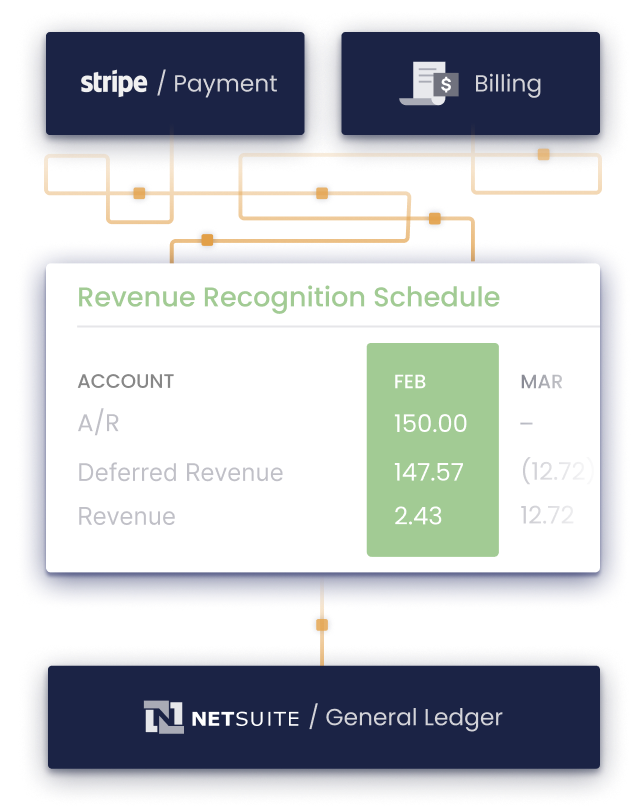 stripe / Payment
$ Billing
Revenue Recognition Schedule
ACCOUNT FEB MAR
A/R 150.00 –
Deferred Revenue 147.57 (12.72)
Revenue 2.43 12.72
N NETSUITE / General Ledger